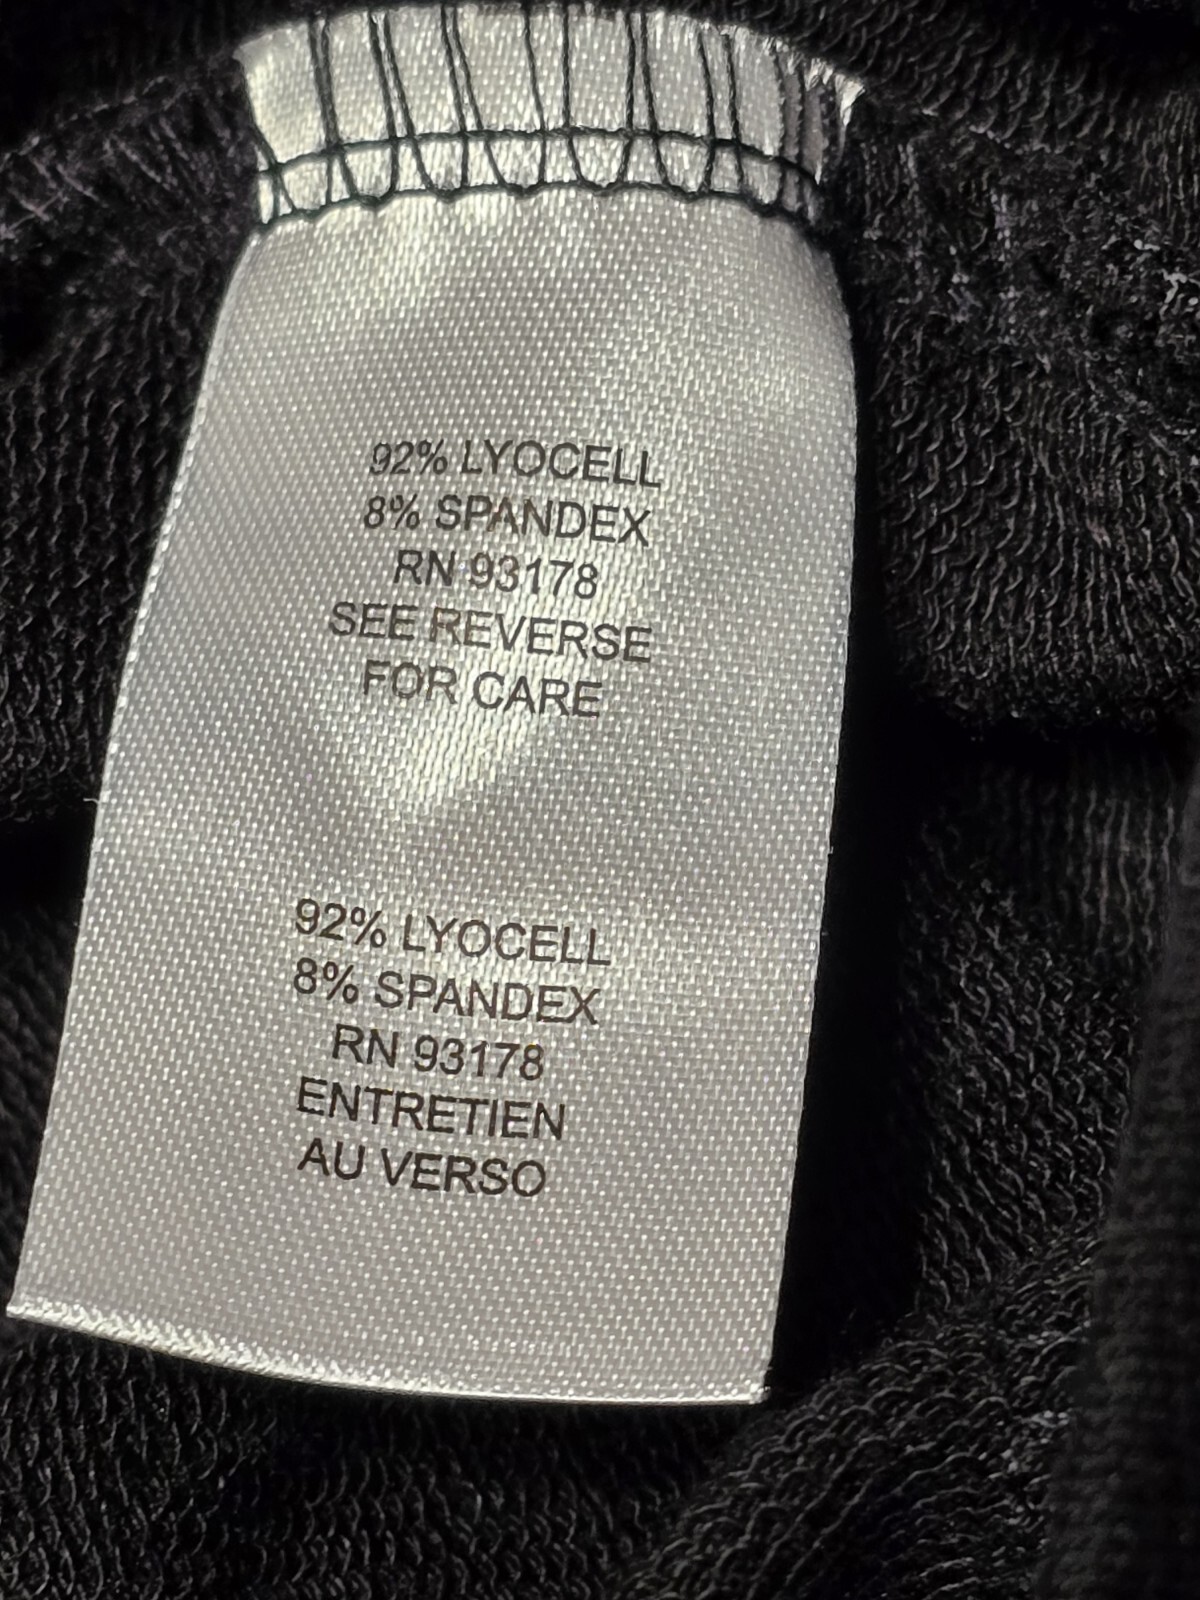 92% LYOCELL
8% SPANDEX
RN 93178
SEE REVERSE
FOR CARE
92% LYOCELL
8% SPANDEX
RN 93178
ENTRETIEN
AU VERSO